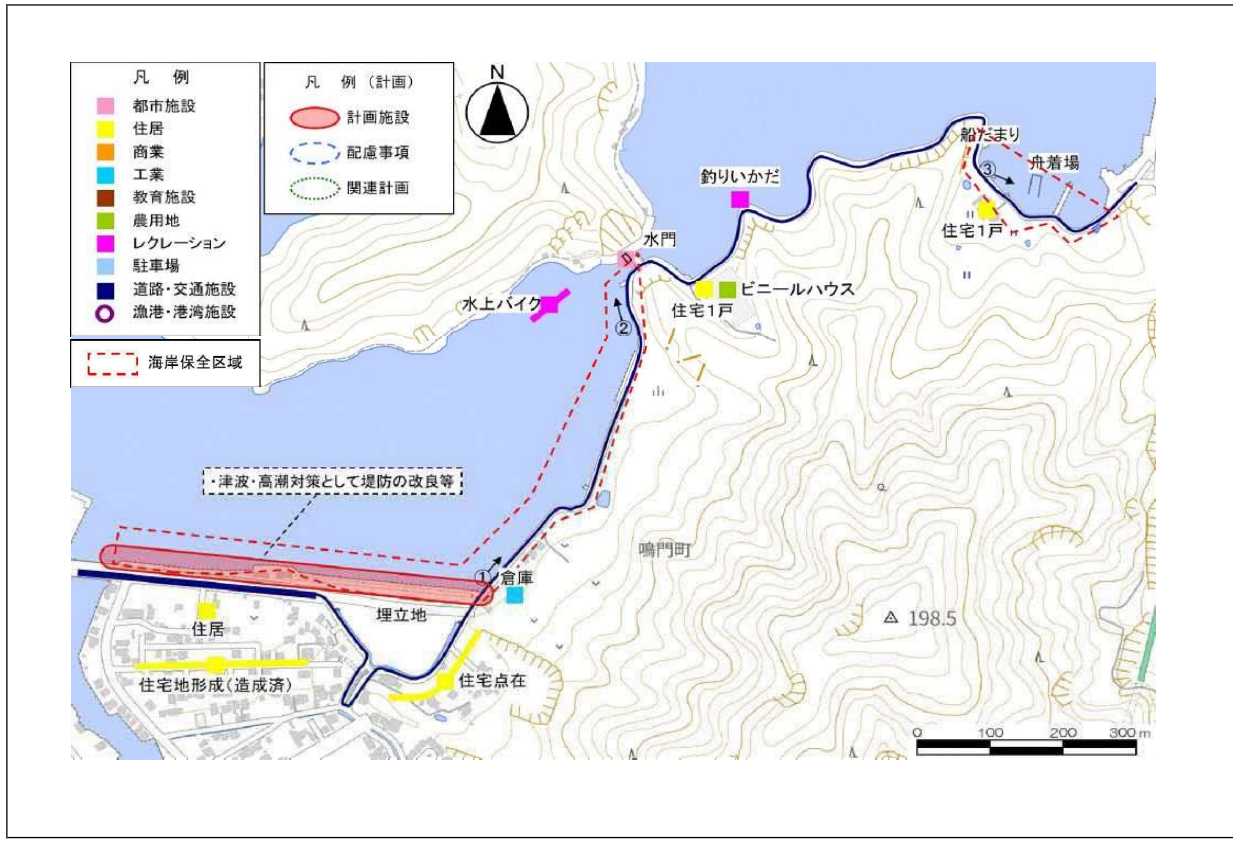 凡 例
都市施設
住居
商業
工業
教育施設
農用地
レクレーション
駐車場
道路・交通施設
漁港・港湾施設
海岸保全区域
凡 例 (計画)
計画施設
配慮事項
関連計画
N
船だまり
③
舟着場
釣りいかだ
住宅1戸
水門
水上バイク
②
住宅1戸
ビニールハウス
・津波・高潮対策として堤防の改良等
鳴門町
①
倉庫
埋立地
198.5
住居
住宅地形成(造成済)
住宅点在
0 100 200 300 m